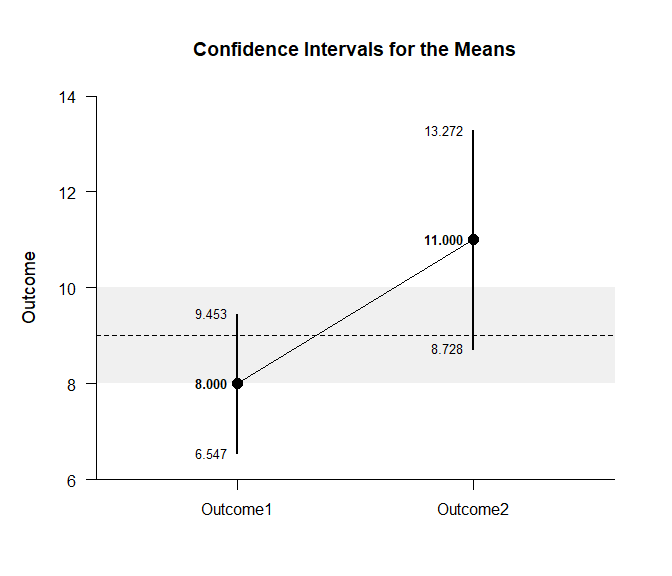 Confidence Intervals for the Means
Outcome
14
12
10
8
6
13.272
11.000
8.728
9.453
8.000
6.547
Outcome1
Outcome2